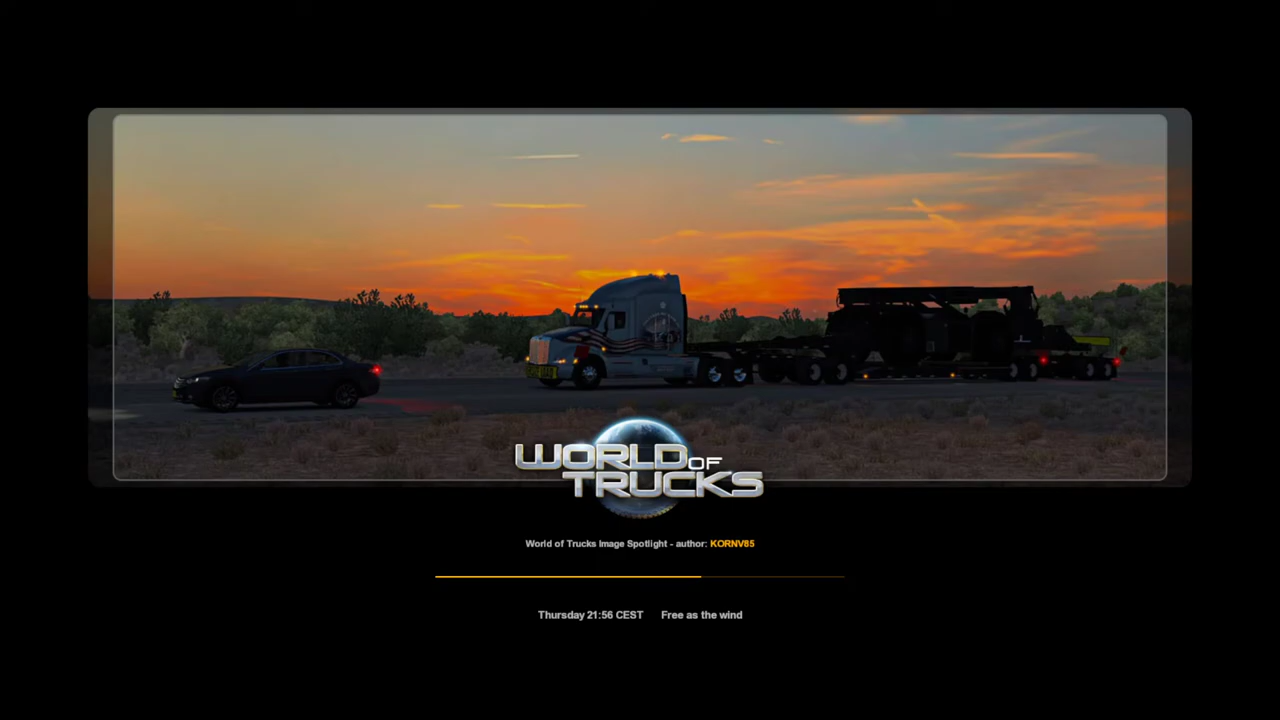 WORLD OF
TRUCKS
World of Trucks Image Spotlight - author: KORNV85
Thursday 21:56 CEST Free as the wind